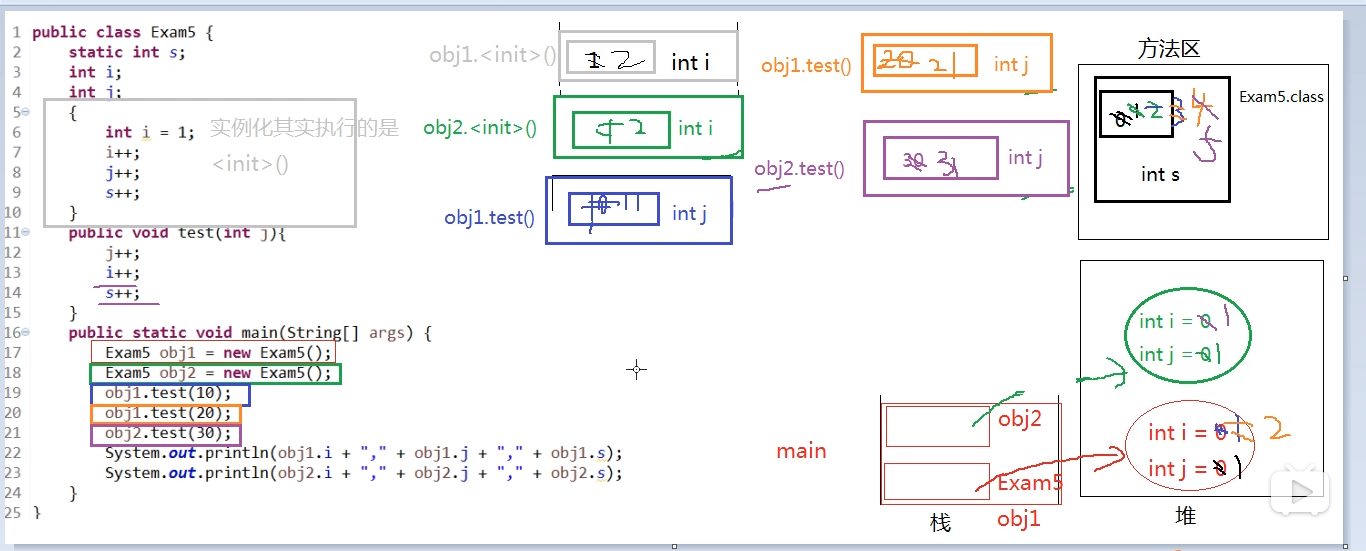 1 public class Exam5 {
2 static int s;
3 int i;
4 int j;
5 {
6 int i = 1;
7 i++;
8 j++;
9 s++;
10 }
11 public void test(int j){
12 j++;
13 i++;
14 s++;
15 }
16 public static void main(String[] args) {
17 Exam5 obj1 = new Exam5();
18 Exam5 obj2 = new Exam5();
19 obj1.test(10);
20 obj1.test(20);
21 obj2.test(30);
22 System.out.println(obj1.i + "," + obj1.j + "," + obj1.s);
23 System.out.println(obj2.i + "," + obj2.j + "," + obj2.s);
24 }
25 }
实例化其实执行的是
<init>()
obj1.<init>()
1 2
int i
obj2.<init>()
1 2
int i
obj1.test()
10 11
int j
obj1.test()
20 21
int j
obj2.test()
30 31
int j
方法区
Exam5.class
0 1 2 3 4
5
int s
int i = 0 1
int j = 0 1
int i = 0 1 2
int j = 0 1
堆
main
obj2
Exam5
obj1
栈